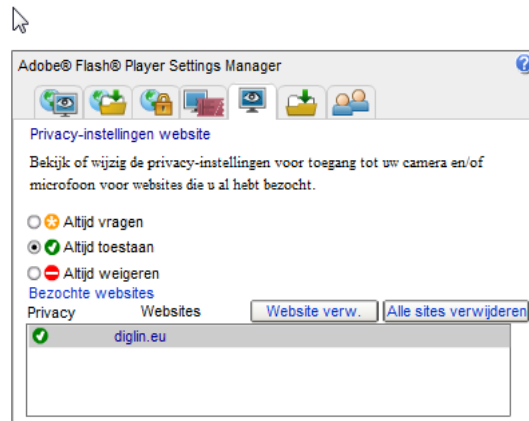 Adobe® Flash® Player Settings Manager
?
Privacy-instellingen website
Bekijk of wijzig de privacy-instellingen voor toegang tot uw camera en/of
microfoon voor websites die u al hebt bezocht.
Altijd vragen
Altijd toestaan
Altijd weigeren
Bezochte websites
Privacy Websites Website verw. Alle sites verwijderen
diglin.eu